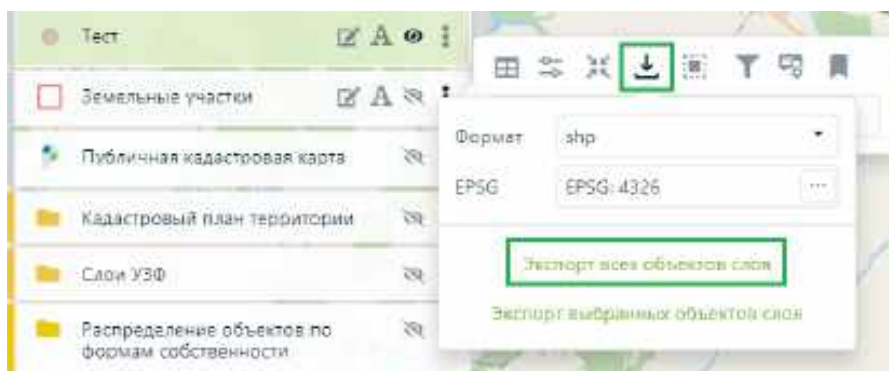 Тест
Земельные участки
Публичная кадастровая карта
Кадастровый план территории
Слои УЗФ
Распределение объектов по
формам собственности
Формат
shp
EPSG
EPSG: 4326
Экспорт всех объектов слоя
Экспорт выбранных объектов слоя